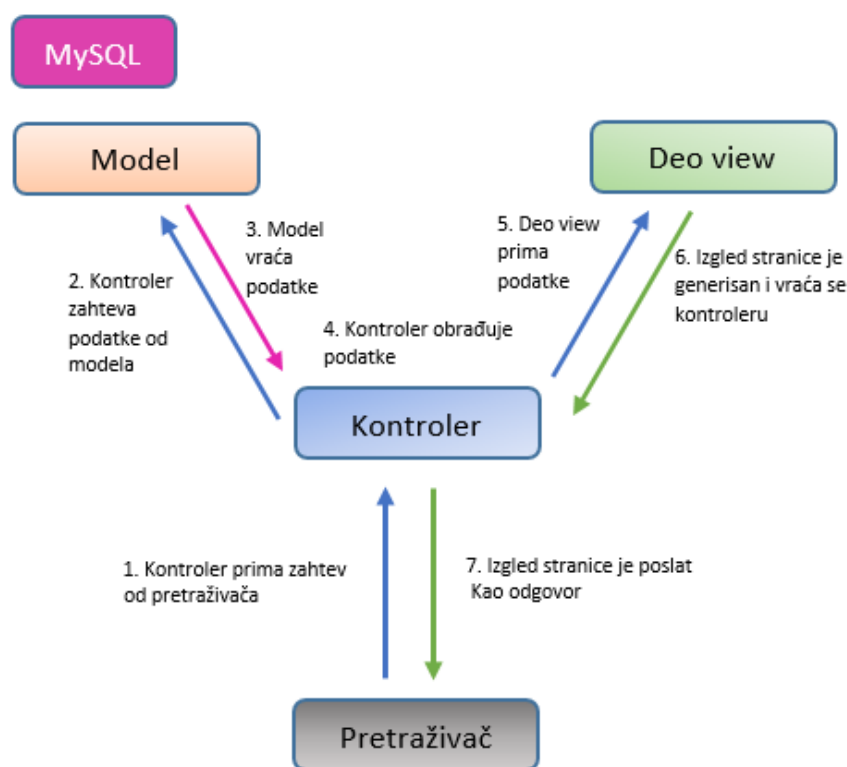 MySQL
Model
Deo view
3. Model
vraća
podatke
2. Kontroler
zahteva
podatke od
modela
5. Deo view
prima
podatke
6. Izgled stranice je
generisan i vraća se
kontroleru
4. Kontroler obrađuje
podatke
Kontroler
1. Kontroler prima zahtev
od pretraživača
7. Izgled stranice je poslat
Kao odgovor
Pretraživač